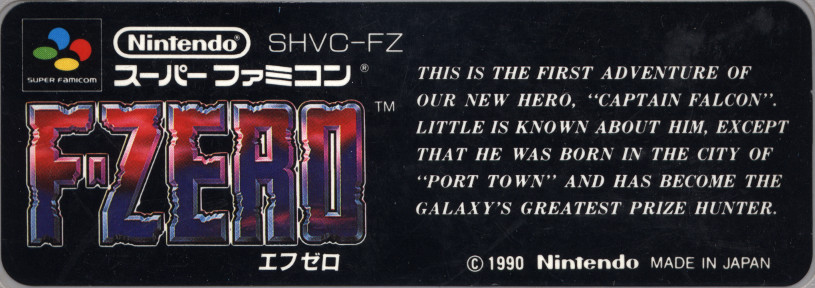 SUPER FAMICOM
Nintendo® SHVC-FZ
スーパーファミコン®
F-ZERO™
エフゼロ
THIS IS THE FIRST ADVENTURE OF
OUR NEW HERO, “CAPTAIN FALCON”.
LITTLE IS KNOWN ABOUT HIM, EXCEPT
THAT HE WAS BORN IN THE CITY OF
“PORT TOWN” AND HAS BECOME THE
GALAXY'S GREATEST PRIZE HUNTER.
© 1990 Nintendo MADE IN JAPAN